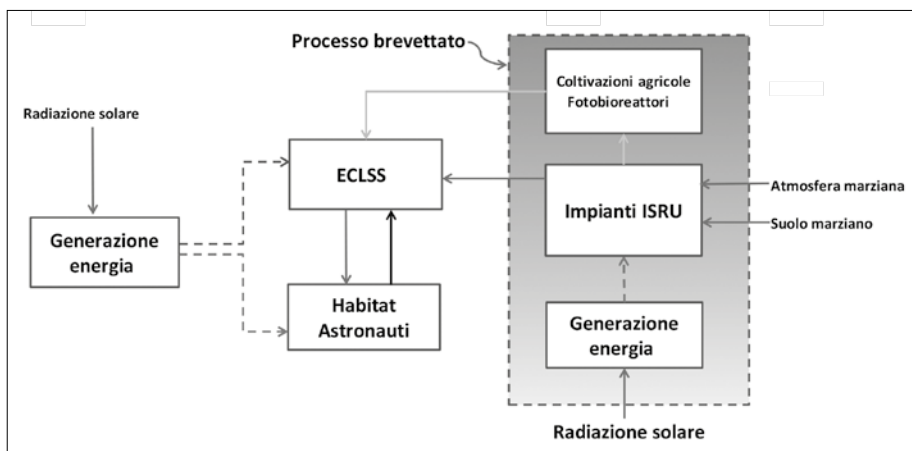 Processo brevettato
Coltivazioni agricole
Fotobioreattori
Radiazione solare
ECLSS
Impianti ISRU
Atmosfera marziana
Suolo marziano
Generazione
energia
Habitat
Astronauti
Generazione
energia
Radiazione solare